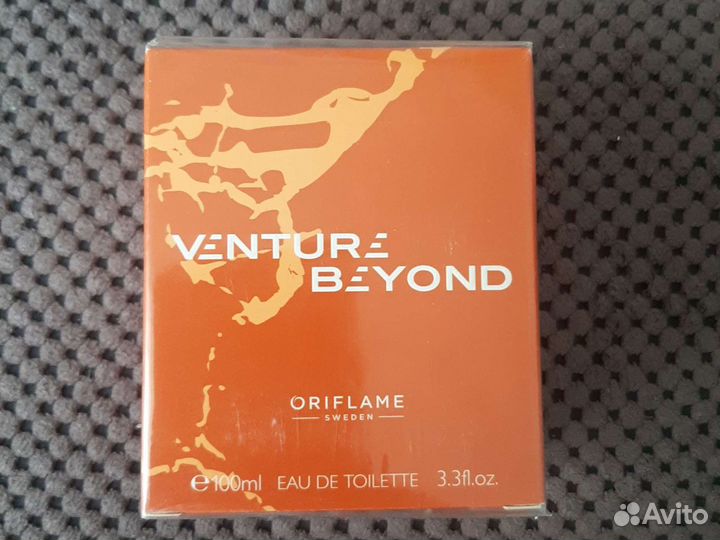 VENTURE
BEYOND
ORIFLAME
SWEDEN
℮100ml EAU DE TOILETTE 3.3fl.oz.
Avito